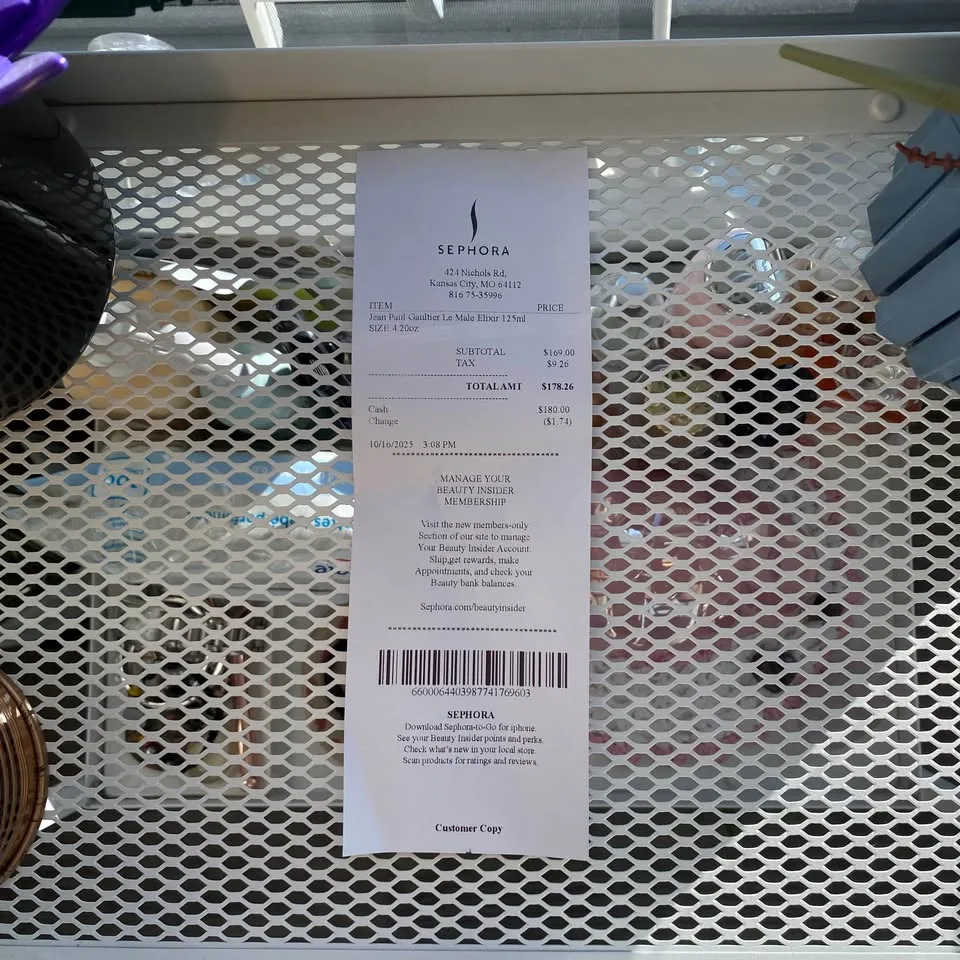 SEPHORA
424 Nichols Rd,
Kansas City, MO 64112
816 75-35996
ITEM PRICE
Jean Paul Gaultier Le Male Elixir 125ml
SIZE 4.20oz
SUBTOTAL $169.00
TAX $9.26
TOTAL AMT $178.26
Cash $180.00
Change ($1.74)
10/16/2025 3:08 PM
MANAGE YOUR
BEAUTY INSIDER
MEMBERSHIP
Visit the new members-only
Section of our site to manage
Your Beauty Insider Account.
Ship,get rewards, make
Appointments, and check your
Beauty bank balances.
Sephora.com/beautyinsider
6600064403987741769603
SEPHORA
Download Sephora-to-Go for iphone.
See your Beauty Insider points and perks.
Check what's new in your local store.
Scan products for ratings and reviews.
Customer Copy